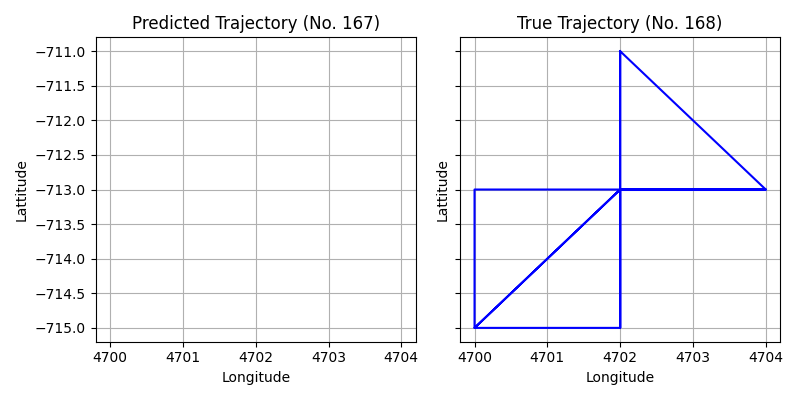 Predicted Trajectory (No. 167)
True Trajectory (No. 168)
−711.0
−711.5
−712.0
−712.5
−713.0
−713.5
−714.0
−714.5
−715.0
Lattitude
Lattitude
4700 4701 4702 4703 4704
4700 4701 4702 4703 4704
Longitude
Longitude